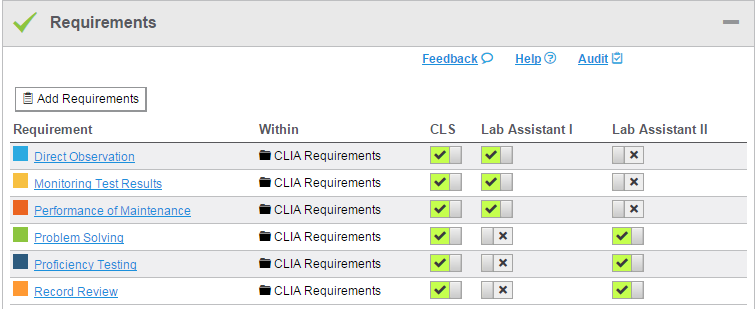 Requirements
Feedback Help Audit
Add Requirements
Requirement Within CLS Lab Assistant I Lab Assistant II
Direct Observation CLIA Requirements
Monitoring Test Results CLIA Requirements
Performance of Maintenance CLIA Requirements
Problem Solving CLIA Requirements
Proficiency Testing CLIA Requirements
Record Review CLIA Requirements